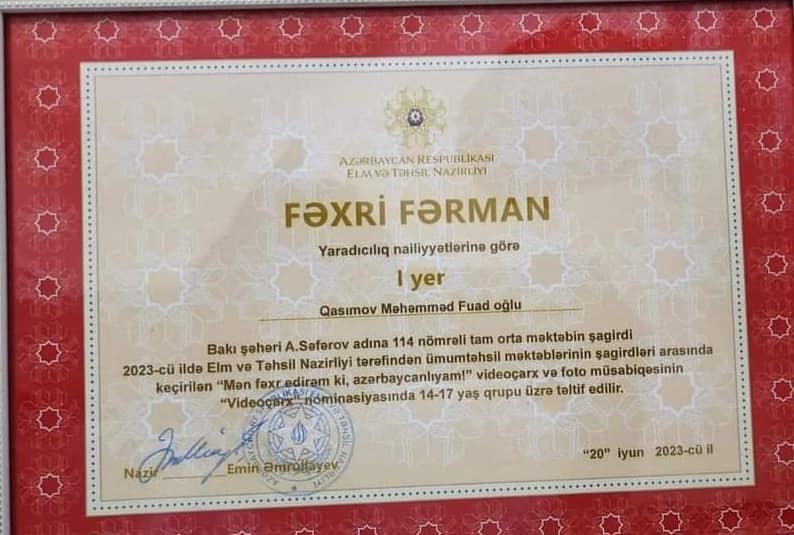 AZƏRBAYCAN RESPUBLİKASI
ELM VƏ TƏHSİL NAZİRLİYİ
FƏXRİ FƏRMAN
Yaradıcılıq nailiyyətlərinə görə
I yer
Qasımov Məhəmməd Fuad oğlu
Bakı şəhəri A.Səfərov adına 114 nömrəli tam orta məktəbin şagirdi
2023-cü ildə Elm və Təhsil Nazirliyi tərəfindən ümumtəhsil məktəblərinin şagirdləri arasında
keçirilən “Mən fəxr edirəm ki, azərbaycanlıyam!” videoçarx və foto müsabiqəsinin
“Videoçarx” nominasiyasında 14-17 yaş qrupu üzrə təltif edilir.
“20” iyun 2023-cü il
Nazir Emin Əmrullayev